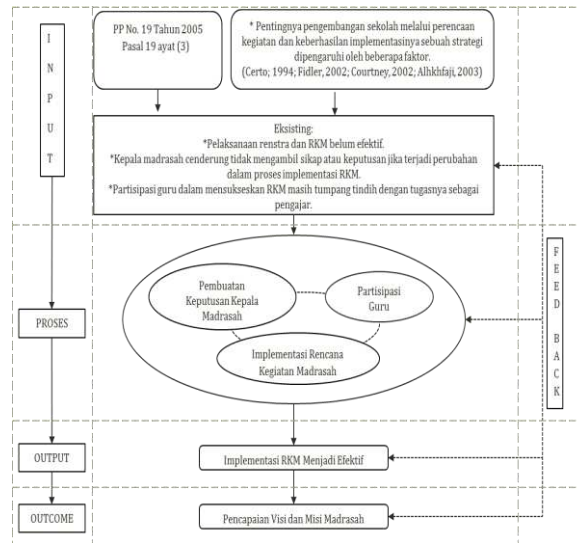 INPUT
PP No. 19 Tahun 2005
Pasal 19 ayat (3)
* Pentingnya pengembangan sekolah melalui perencaan
kegiatan dan keberhasilan implementasinya sebuah strategi
dipengaruhi oleh beberapa faktor.
(Certo; 1994; Fidler, 2002; Courtney, 2002; Alhkhfaji, 2003)
Eksisting:
*Pelaksanaan renstra dan RKM belum efektif.
*Kepala madrasah cenderung tidak mengambil sikap atau keputusan jika terjadi perubahan
dalam proses implementasi RKM.
*Partisipasi guru dalam mensukseskan RKM masih tumpang tindih dengan tugasnya sebagai
pengajar.
PROSES
Pembuatan
Keputusan Kepala
Madrasah
Partisipasi
Guru
Implementasi Rencana
Kegiatan Madrasah
FEED BACK
OUTPUT
Implementasi RKM Menjadi Efektif
OUTCOME
Pencapaian Visi dan Misi Madrasah